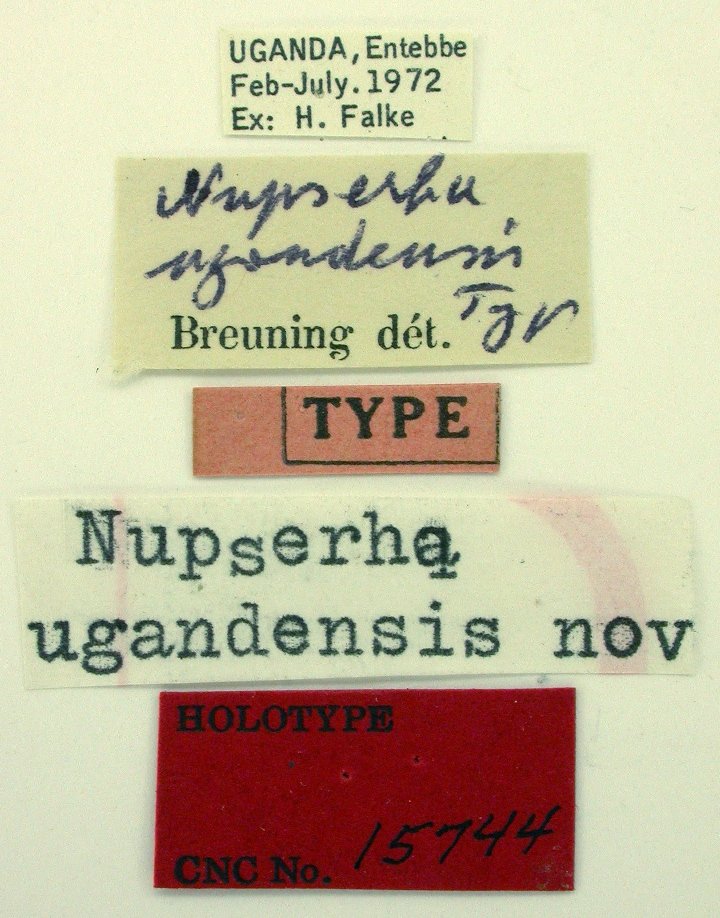 UGANDA, Entebbe
Feb-July. 1972
Ex: H. Falke
Nupserha
ugandensis
Typ
Breuning dét.
TYPE
Nupserha
ugandensis nov
HOLOTYPE
CNC No. 15744